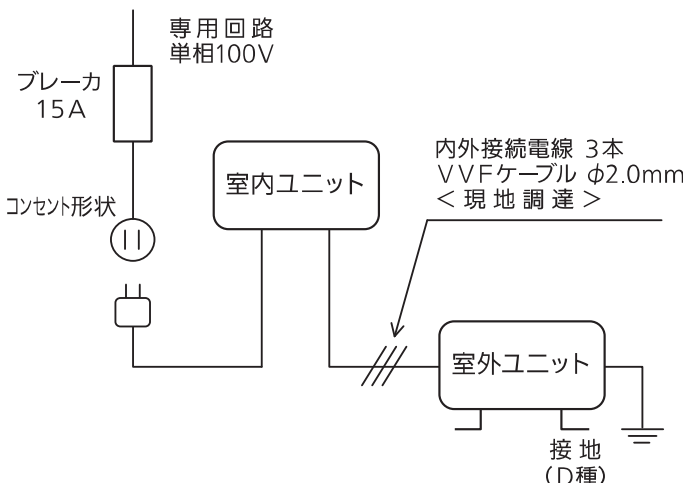 専用回路
単相100V
ブレーカ
15A
コンセント形状
室内ユニット
内外接続電線 3本
VVFケーブル φ2.0mm
<現地調達>
室外ユニット
接地
(D種)